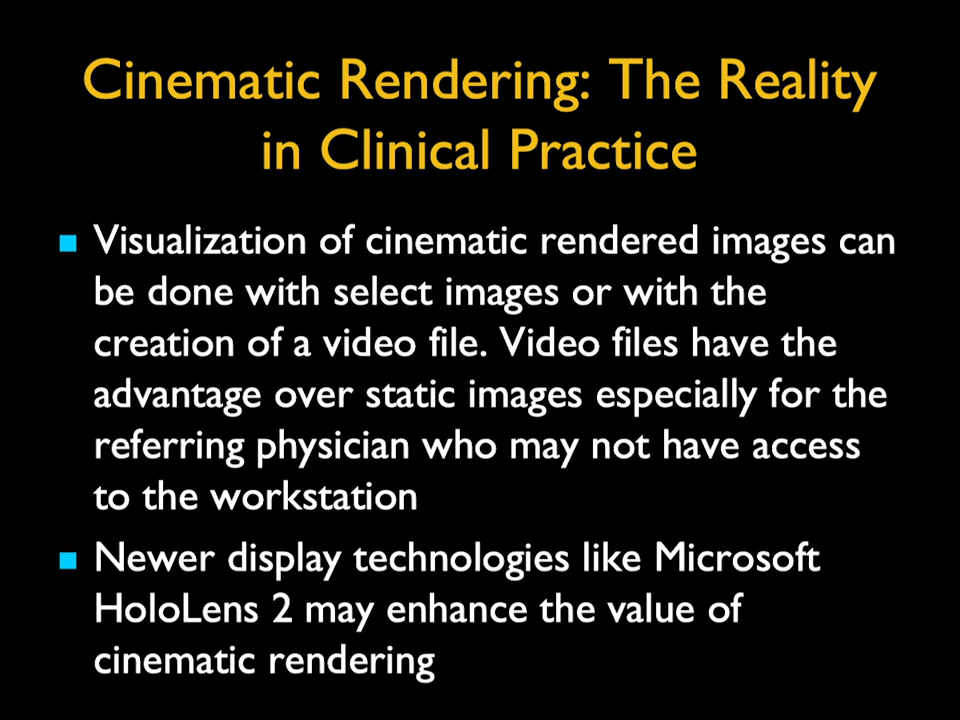 Cinematic Rendering: The Reality
in Clinical Practice
Visualization of cinematic rendered images can
be done with select images or with the
creation of a video file. Video files have the
advantage over static images especially for the
referring physician who may not have access
to the workstation
Newer display technologies like Microsoft
HoloLens 2 may enhance the value of
cinematic rendering